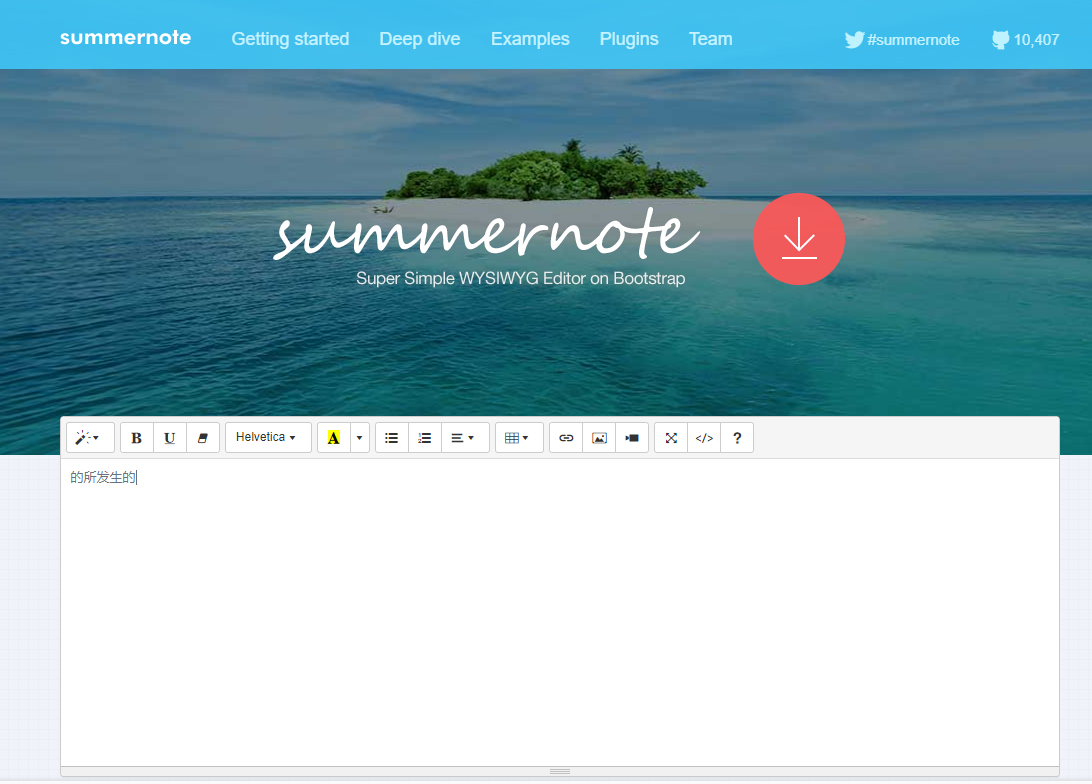 summernote Getting started Deep dive Examples Plugins Team #summernote 10,407
summernote
Super Simple WYSIWYG Editor on Bootstrap
B U Helvetica A </> ?
的所发生的